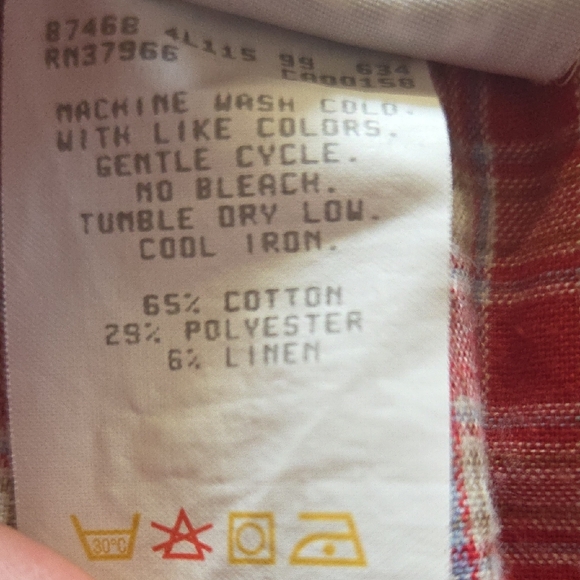 87468 4L115 99 634
RN37966 CA00158
MACHINE WASH COLD.
WITH LIKE COLORS.
GENTLE CYCLE.
NO BLEACH.
TUMBLE DRY LOW.
COOL IRON.
65% COTTON
29% POLYESTER
6% LINEN
30°C